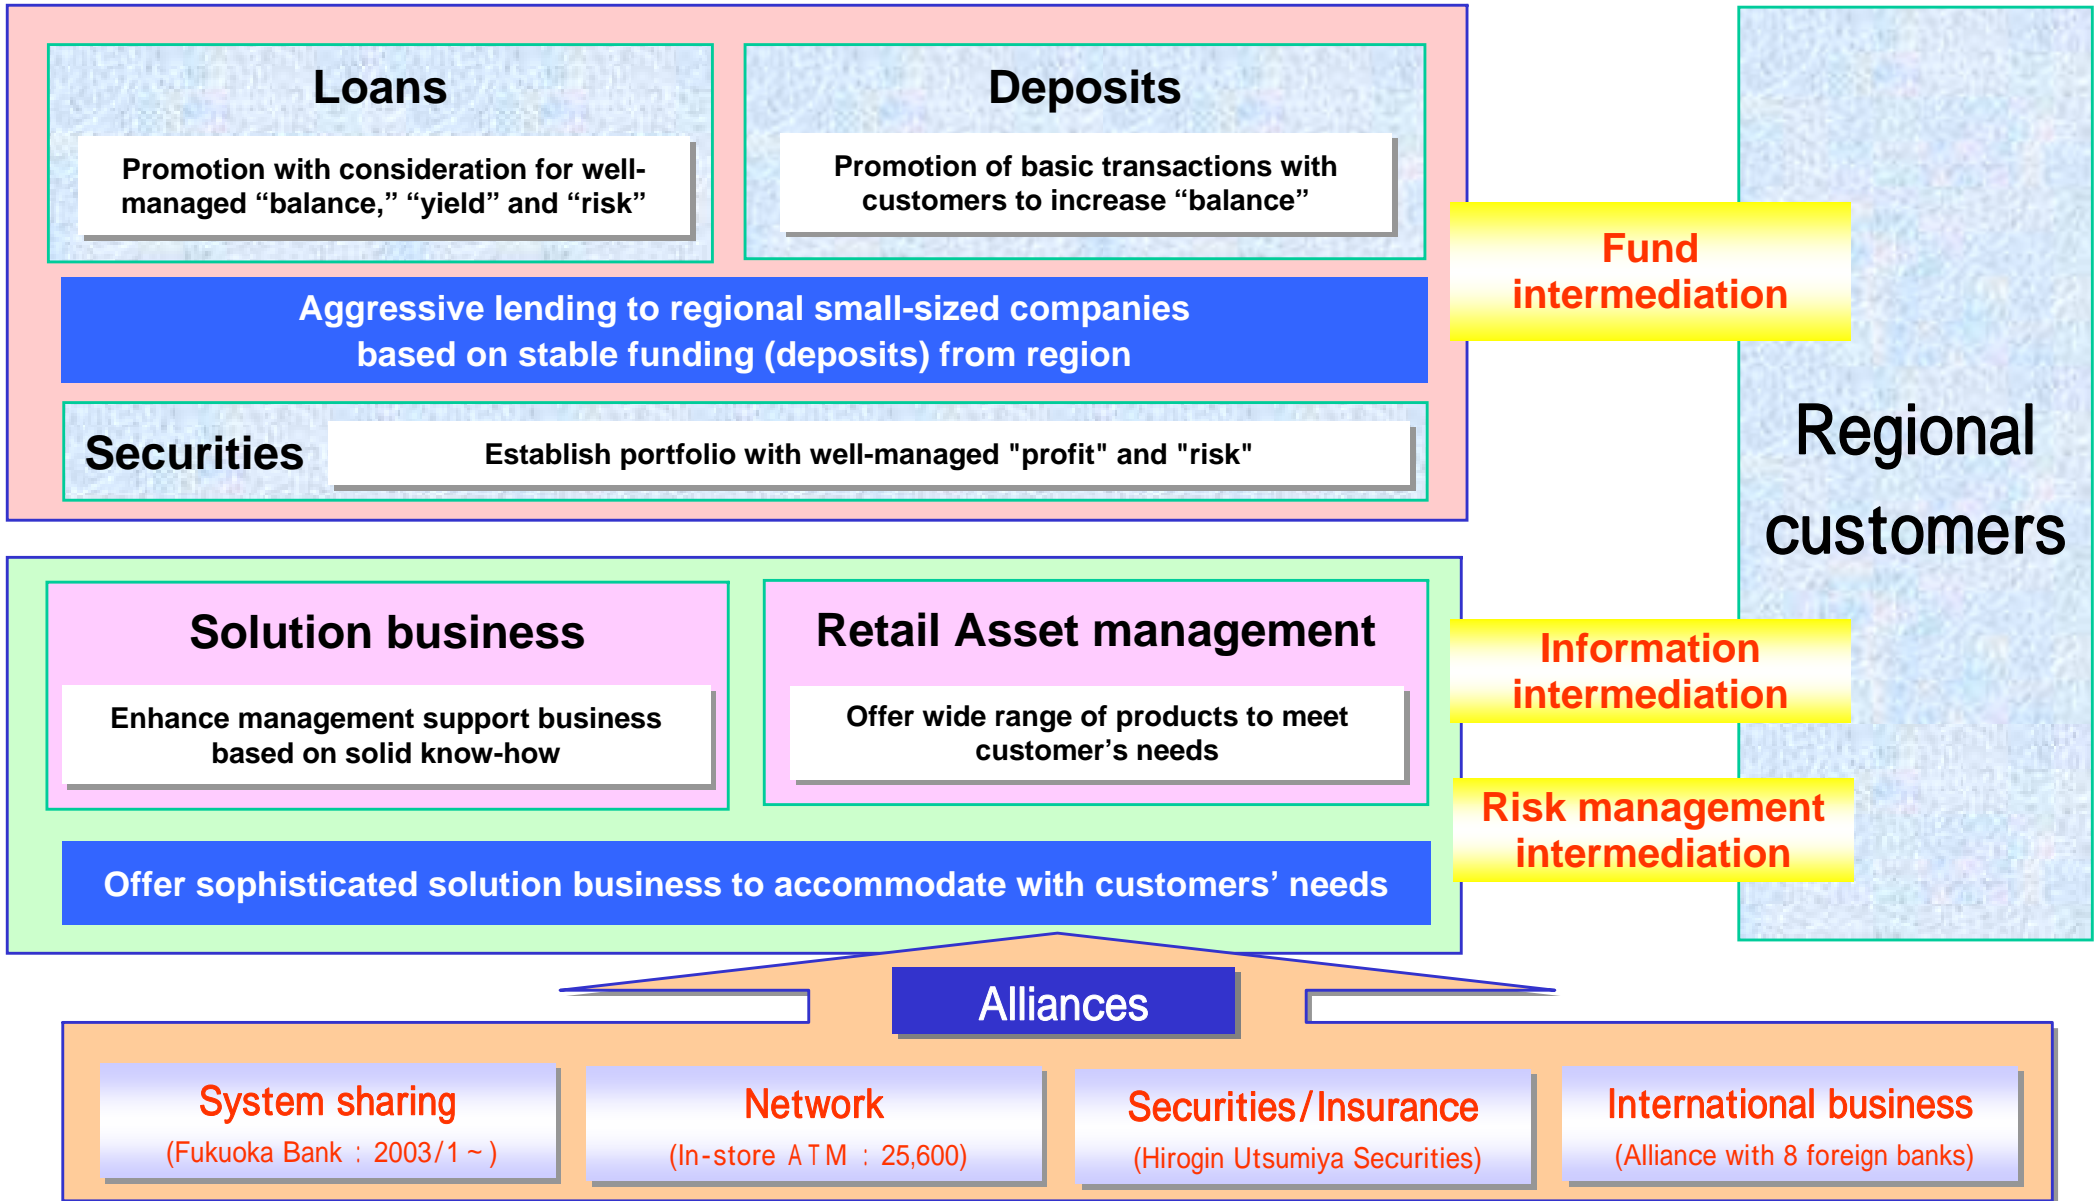 Loans
Promotion with consideration for well-
managed “balance,” “yield” and “risk”
Deposits
Promotion of basic transactions with
customers to increase “balance”
Aggressive lending to regional small-sized companies
based on stable funding (deposits) from region
Securities
Establish portfolio with well-managed "profit" and "risk"
Fund
intermediation
Regional
customers
Solution business
Enhance management support business
based on solid know-how
Retail Asset management
Offer wide range of products to meet
customer’s needs
Offer sophisticated solution business to accommodate with customers’ needs
Information
intermediation
Risk management
intermediation
Alliances
System sharing
(Fukuoka Bank : 2003/1 ~ )
Network
(In-store ATM : 25,600)
Securities/Insurance
(Hirogin Utsumiya Securities)
International business
(Alliance with 8 foreign banks)